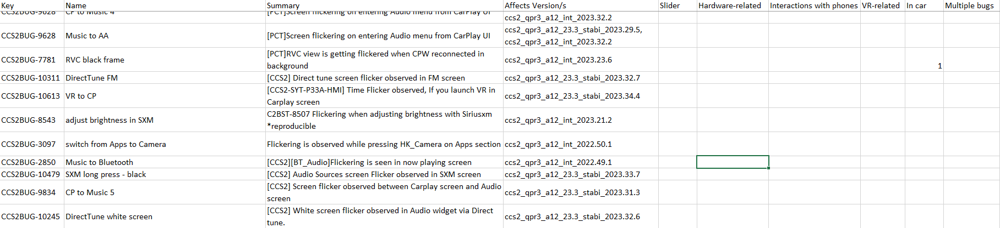 Key Name Summary Affects Version/s Slider Hardware-related Interactions with phones VR-related In car Multiple bugs
CCS2BUG-9628 CP to Music 4 [PCT]Screen flickering on entering Audio menu from CarPlay UI
ccs2_qpr3_a12_int_2023.32.2
CCS2BUG-9628 Music to AA [PCT]Screen flickering on entering Audio menu from CarPlay UI ccs2_qpr3_a12_23.3_stabi_2023.29.5,
ccs2_qpr3_a12_int_2023.32.2
CCS2BUG-7781 RVC black frame [PCT]RVC view is getting flickered when CPW reconnected in
background ccs2_qpr3_a12_int_2023.23.6
1
CCS2BUG-10311 DirectTune FM [CCS2] Direct tune screen flicker observed in FM screen ccs2_qpr3_a12_23.3_stabi_2023.32.7
CCS2BUG-10613 VR to CP [CCS2-SYT-P33A-HMI] Time Flicker observed, If you launch VR in
Carplay screen ccs2_qpr3_a12_23.3_stabi_2023.34.4
CCS2BUG-8543 adjust brightness in SXM C2BST-8507 Flickering when adjusting brightness with Siriusxm
*reproducible ccs2_qpr3_a12_int_2023.21.2
CCS2BUG-3097 switch from Apps to Camera Flickering is observed while pressing HK_Camera on Apps section ccs2_qpr3_a12_int_2022.50.1
CCS2BUG-2850 Music to Bluetooth [CCS2][BT_Audio]Flickering is seen in now playing screen ccs2_qpr3_a12_int_2022.49.1
CCS2BUG-10479 SXM long press - black [CCS2] Audio Sources screen Flicker observed in SXM screen ccs2_qpr3_a12_23.3_stabi_2023.33.7
CCS2BUG-9834 CP to Music 5 [CCS2] Screen flicker observed between Carplay screen and Audio
screen ccs2_qpr3_a12_23.3_stabi_2023.31.3
CCS2BUG-10245 DirectTune white screen [CCS2] White screen flicker observed in Audio widget via Direct
tune. ccs2_qpr3_a12_23.3_stabi_2023.32.6